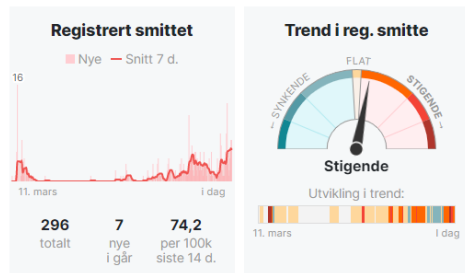 Registrert smittet
Nye Snitt 7 d.
16
11. mars I dag
296 7 74,2
totalt nye per 100k
i går siste 14 d.
Trend i reg. smitte
FLAT
← SYNKENDE
STIGENDE →
Stigende
Utvikling i trend:
11. mars I dag